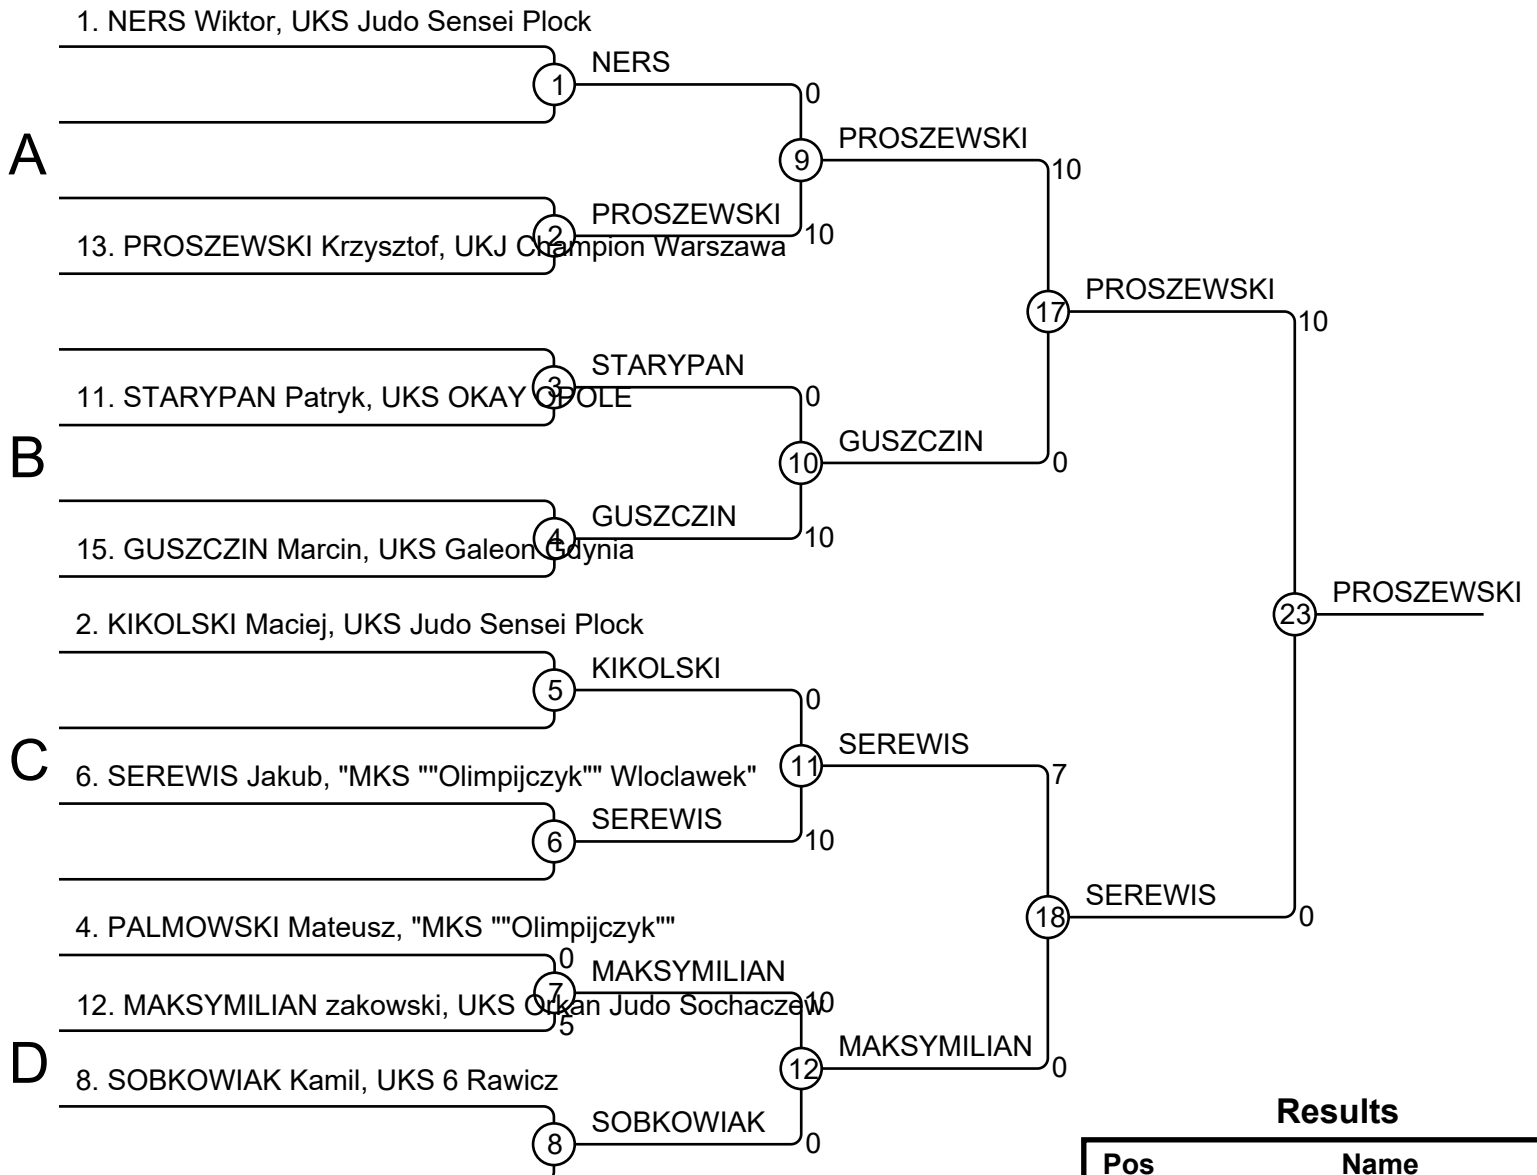 1. NERS Wiktor, UKS Judo Sensei Plock
NERS
1
0
A
PROSZEWSKI
9
10
PROSZEWSKI
2
10
13. PROSZEWSKI Krzysztof, UKJ Champion Warszawa
PROSZEWSKI
17
10
STARYPAN
3
0
11. STARYPAN Patryk, UKS OKAY OPOLE
B
GUSZCZIN
10
0
GUSZCZIN
4
10
15. GUSZCZIN Marcin, UKS Galeon Gdynia
PROSZEWSKI
23
2. KIKOLSKI Maciej, UKS Judo Sensei Plock
KIKOLSKI
5
0
C
SEREWIS
11
7
6. SEREWIS Jakub, "MKS ""Olimpijczyk"" Wloclawek"
SEREWIS
6
10
SEREWIS
18
0
4. PALMOWSKI Mateusz, "MKS ""Olimpijczyk""
0
MAKSYMILIAN
7
10
12. MAKSYMILIAN zakowski, UKS Orkan Judo Sochaczew
5
D
MAKSYMILIAN
12
0
8. SOBKOWIAK Kamil, UKS 6 Rawicz
SOBKOWIAK
8
0
Results
Pos Name